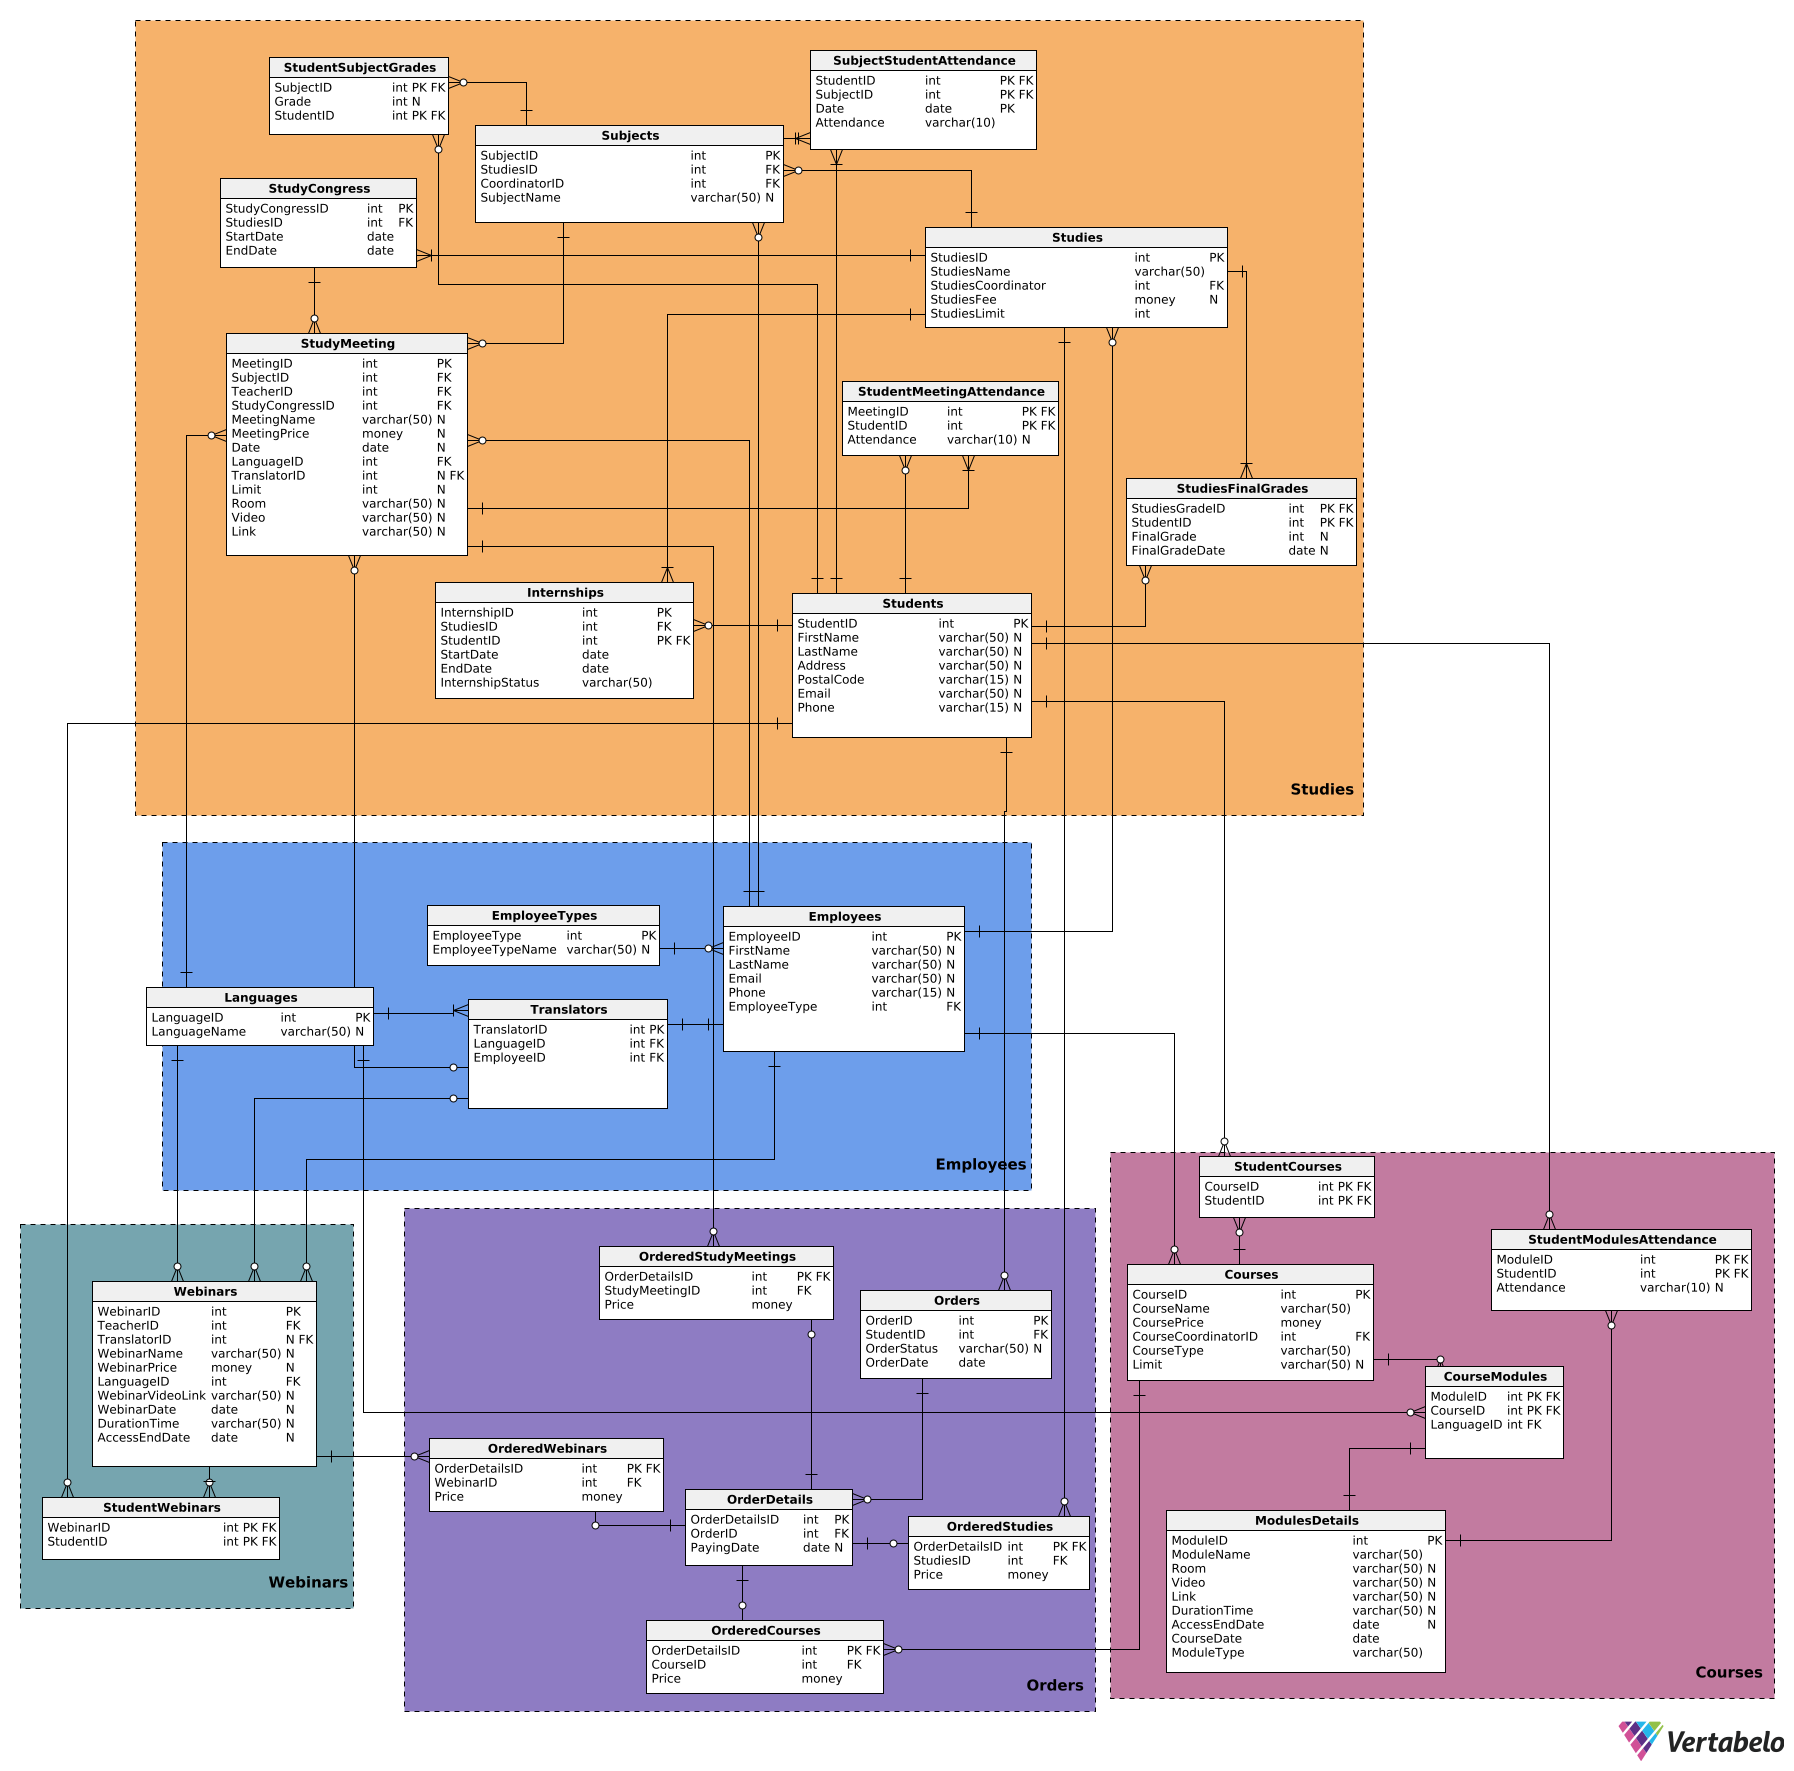 StudentSubjectGrades
SubjectID int PK FK
Grade int N
StudentID int PK FK
SubjectStudentAttendance
StudentID int PK FK
SubjectID int PK FK
Date date PK
Attendance varchar(10)
Subjects
SubjectID int PK
StudiesID int FK
CoordinatorID int FK
SubjectName varchar(50) N
StudyCongress
StudyCongressID int PK
StudiesID int FK
StartDate date
EndDate date
Studies
StudiesID int PK
StudiesName varchar(50)
StudiesCoordinator int FK
StudiesFee money N
StudiesLimit int
StudyMeeting
MeetingID int PK
SubjectID int FK
TeacherID int FK
StudyCongressID int FK
MeetingName varchar(50) N
MeetingPrice money N
Date date N
LanguageID int FK
TranslatorID int N FK
Limit int N
Room varchar(50) N
Video varchar(50) N
Link varchar(50) N
StudentMeetingAttendance
MeetingID int PK FK
StudentID int PK FK
Attendance varchar(10) N
StudiesFinalGrades
StudiesGradeID int PK FK
StudentID int PK FK
FinalGrade int N
FinalGradeDate date N
Internships
InternshipID int PK
StudiesID int FK
StudentID int PK FK
StartDate date
EndDate date
InternshipStatus varchar(50)
Students
StudentID int PK
FirstName varchar(50) N
LastName varchar(50) N
Address varchar(50) N
PostalCode varchar(15) N
Email varchar(50) N
Phone varchar(15) N
Studies
EmployeeTypes
EmployeeType int PK
EmployeeTypeName varchar(50) N
Employees
EmployeeID int PK
FirstName varchar(50) N
LastName varchar(50) N
Email varchar(50) N
Phone varchar(15) N
EmployeeType int FK
Languages
LanguageID int PK
LanguageName varchar(50) N
Translators
TranslatorID int PK
LanguageID int FK
EmployeeID int FK
Employees
StudentCourses
CourseID int PK FK
StudentID int PK FK
StudentModulesAttendance
ModuleID int PK FK
StudentID int PK FK
Attendance varchar(10) N
OrderedStudyMeetings
OrderDetailsID int PK FK
StudyMeetingID int FK
Price money
Courses
CourseID int PK
CourseName varchar(50)
CoursePrice money
CourseCoordinatorID int FK
CourseType varchar(50)
Limit varchar(50) N
Webinars
WebinarID int PK
TeacherID int FK
TranslatorID int N FK
WebinarName varchar(50) N
WebinarPrice money N
LanguageID int FK
WebinarVideoLink varchar(50) N
WebinarDate date N
DurationTime varchar(50) N
AccessEndDate date N
Orders
OrderID int PK
StudentID int FK
OrderStatus varchar(50) N
OrderDate date
CourseModules
ModuleID int PK FK
CourseID int PK FK
LanguageID int FK
OrderedWebinars
OrderDetailsID int PK FK
WebinarID int FK
Price money
OrderDetails
OrderDetailsID int PK
OrderID int FK
PayingDate date N
StudentWebinars
WebinarID int PK FK
StudentID int PK FK
OrderedStudies
OrderDetailsID int PK FK
StudiesID int FK
Price money
ModulesDetails
ModuleID int PK
ModuleName varchar(50)
Room varchar(50) N
Video varchar(50) N
Link varchar(50) N
DurationTime varchar(50) N
AccessEndDate date N
CourseDate date
ModuleType varchar(50)
Webinars
OrderedCourses
OrderDetailsID int PK FK
CourseID int FK
Price money
Orders
Courses
Vertabelo